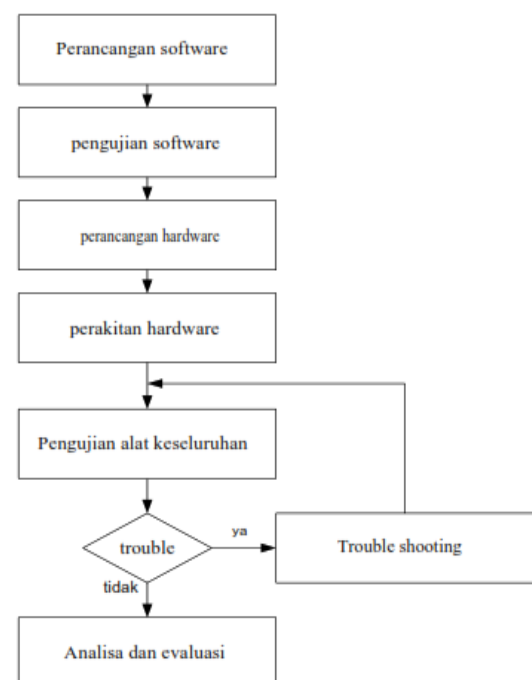 Perancangan software
pengujian software
perancangan hardware
perakitan hardware
Pengujian alat keseluruhan
trouble
ya
Trouble shooting
tidak
Analisa dan evaluasi